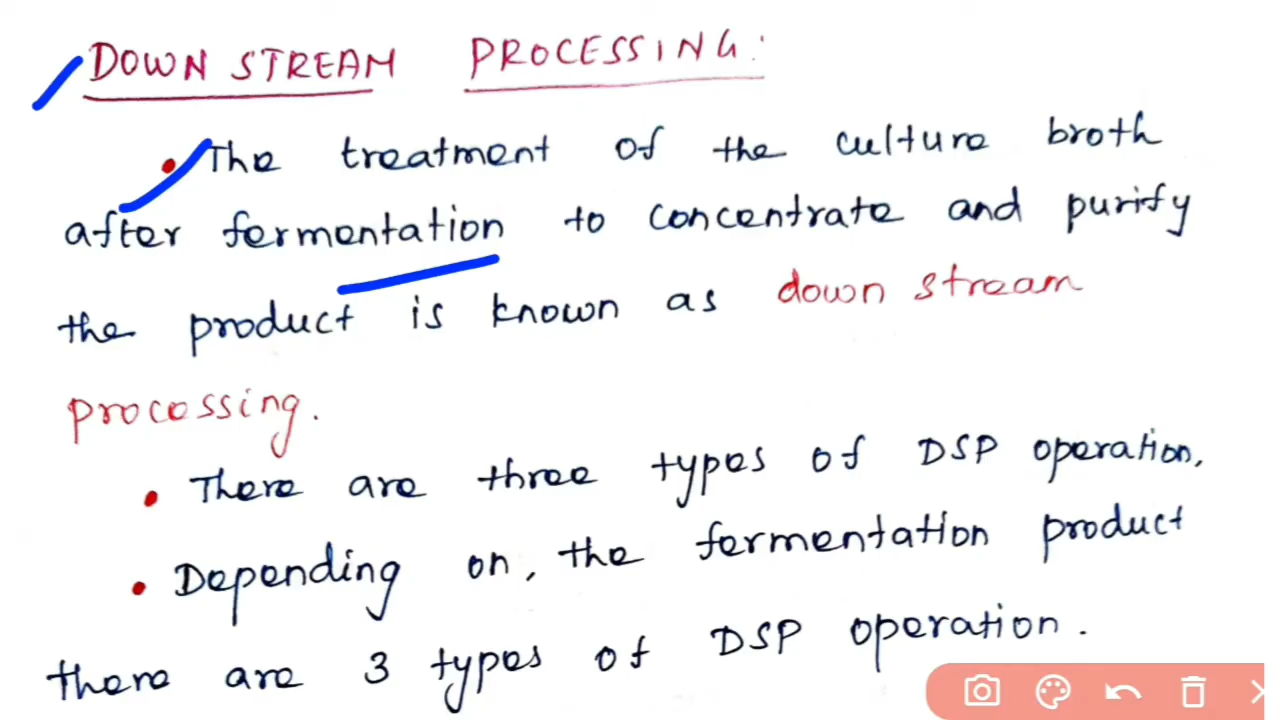 DOWN STREAM PROCESSING:
• The treatment of the culture broth
after fermentation to concentrate and purify
the product is known as down stream
processing.
• There are three types of DSP operation.
• Depending on, the fermentation product
there are 3 types of DSP operation.